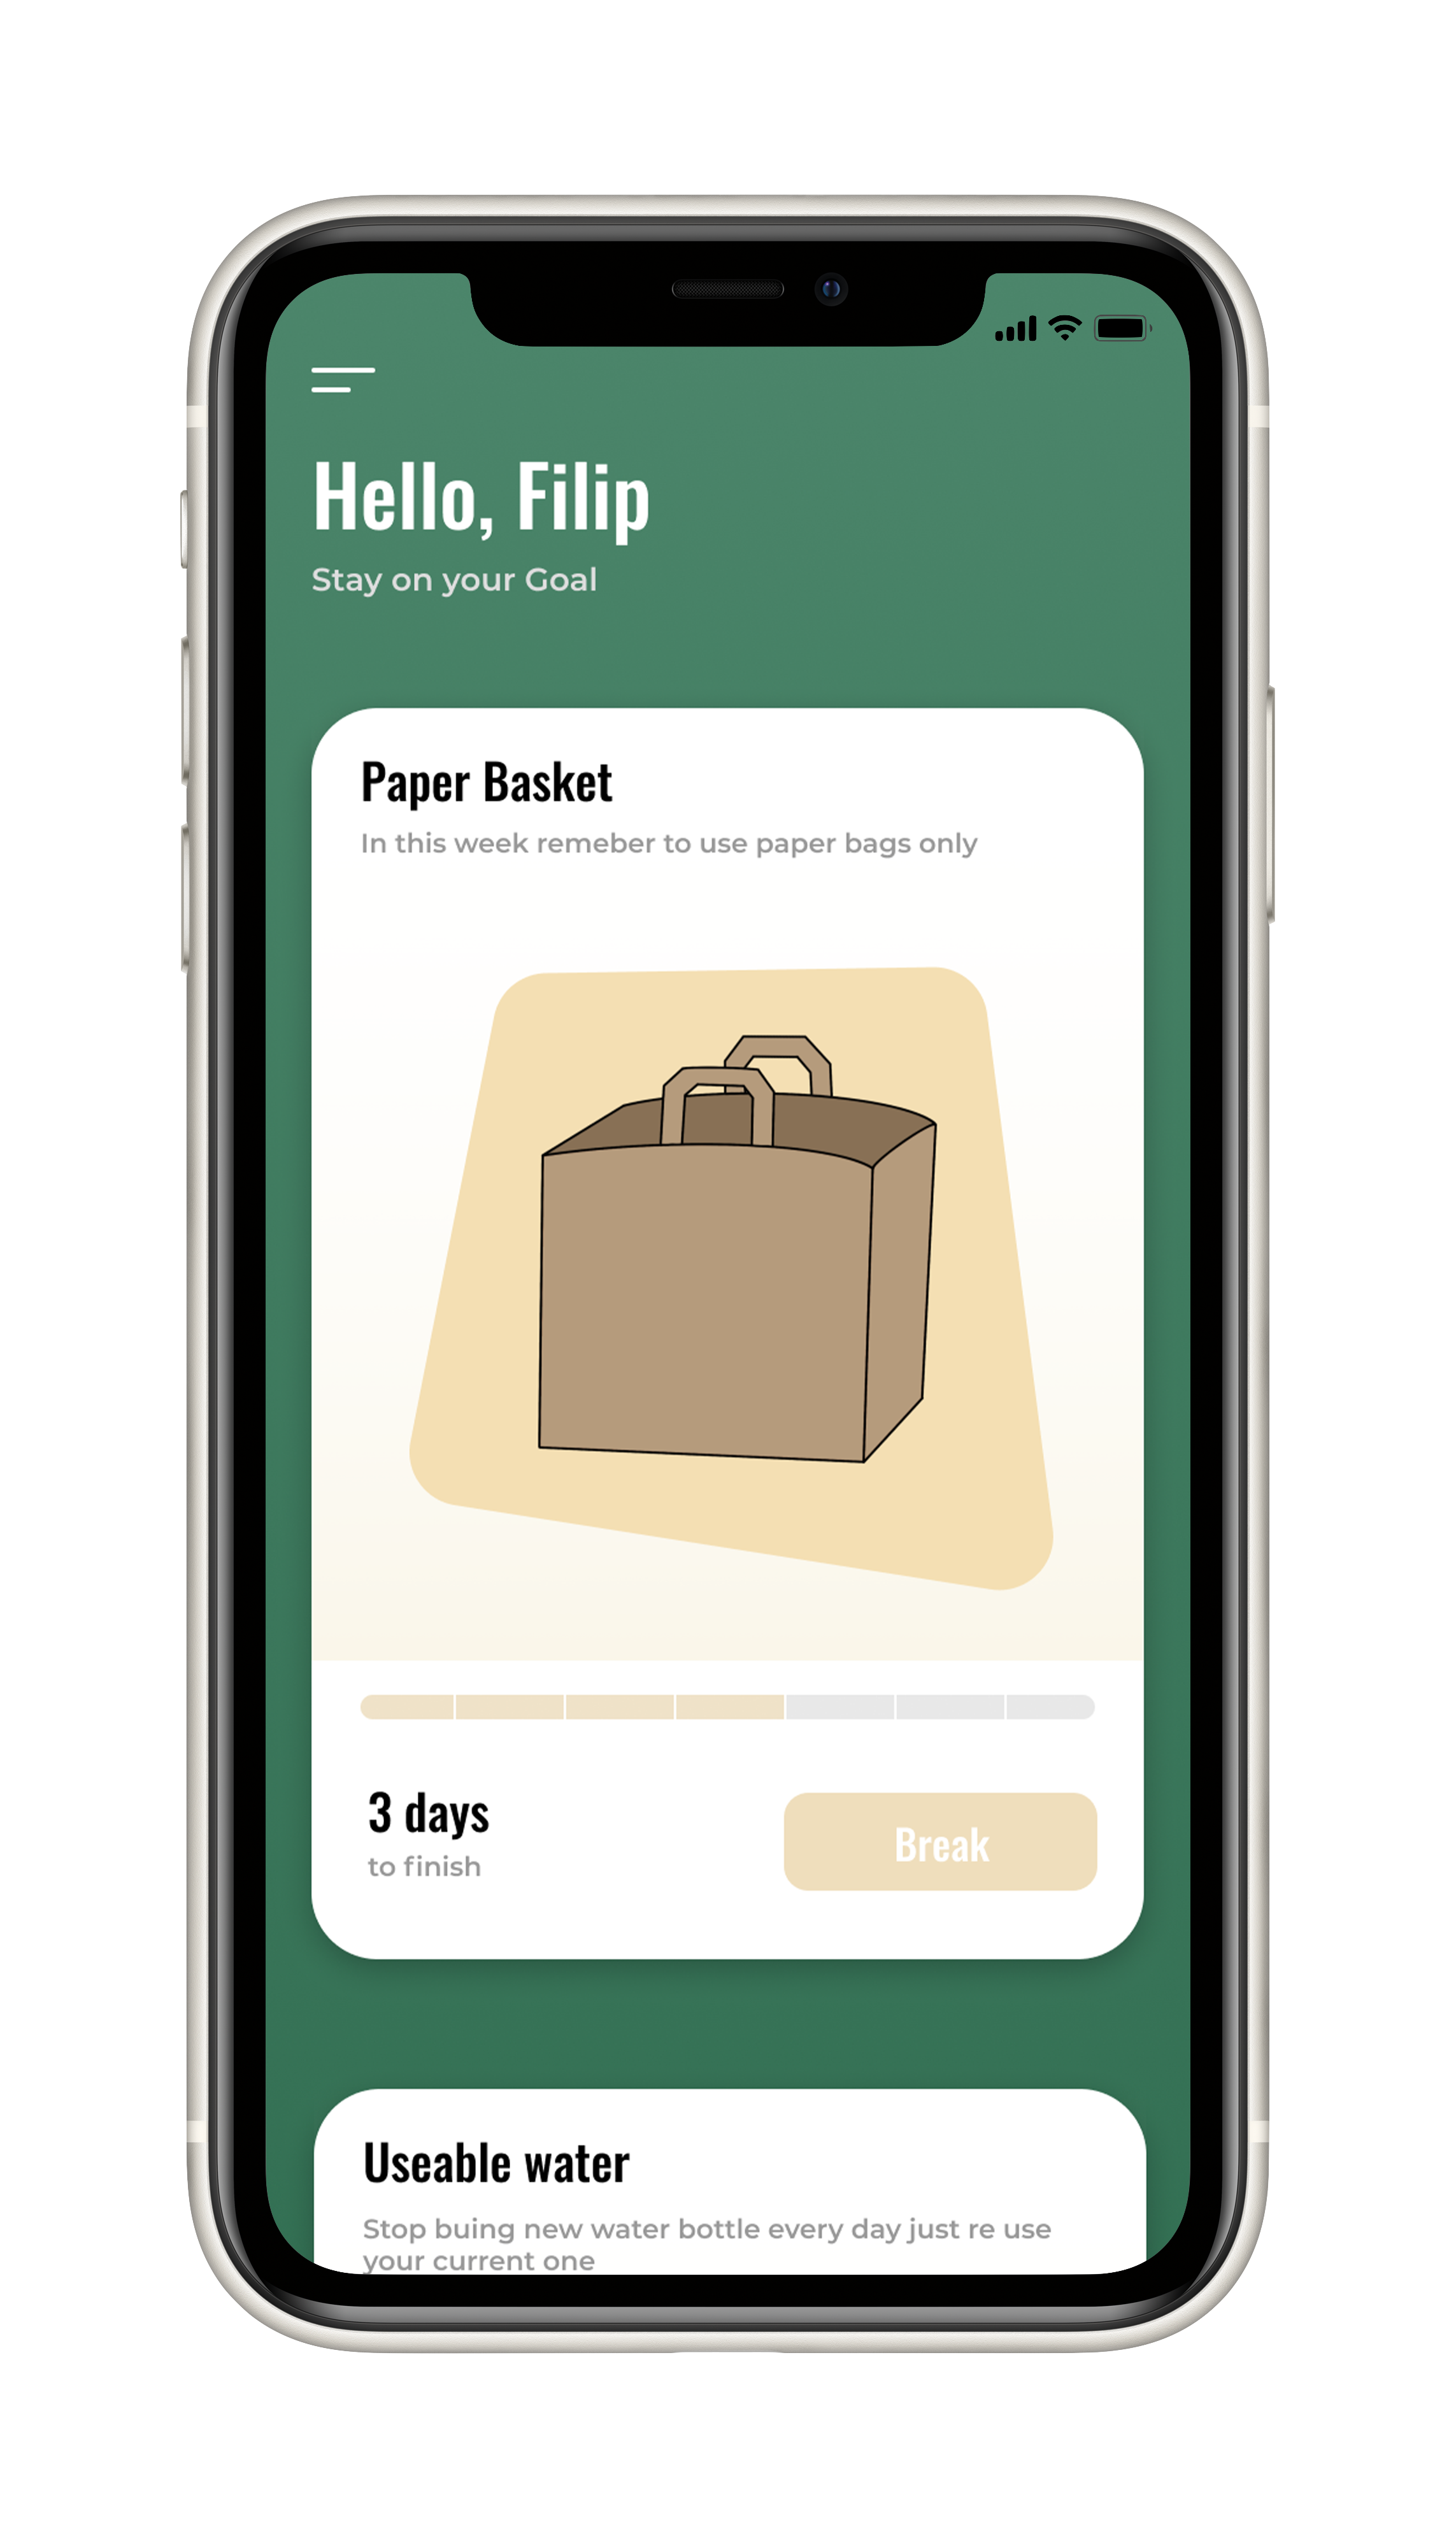 Hello, Filip
Stay on your Goal
Paper Basket
In this week remeber to use paper bags only
3 days
to finish
Break
Useable water
Stop buing new water bottle every day just re use
your current one